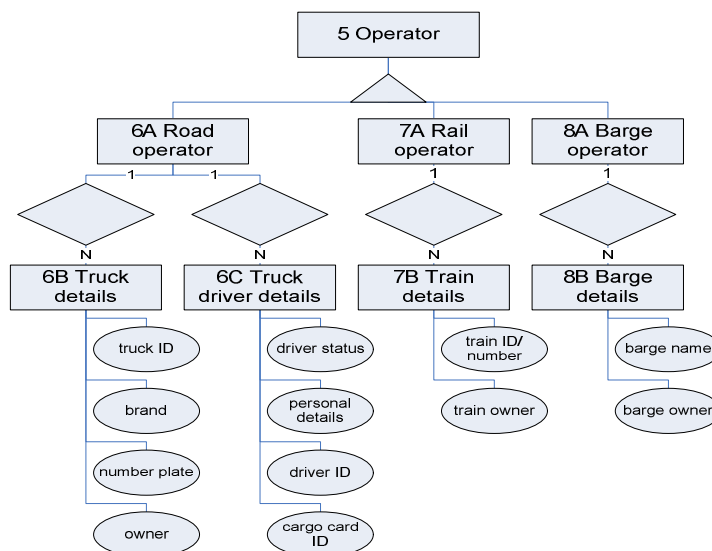 5 Operator
6A Road
operator
7A Rail
operator
8A Barge
operator
1
1
1
1
N
N
N
N
6B Truck
details
6C Truck
driver details
7B Train
details
8B Barge
details
truck ID
driver status
train ID/
number
barge name
brand
personal
details
train owner
barge owner
number plate
driver ID
owner
cargo card
ID